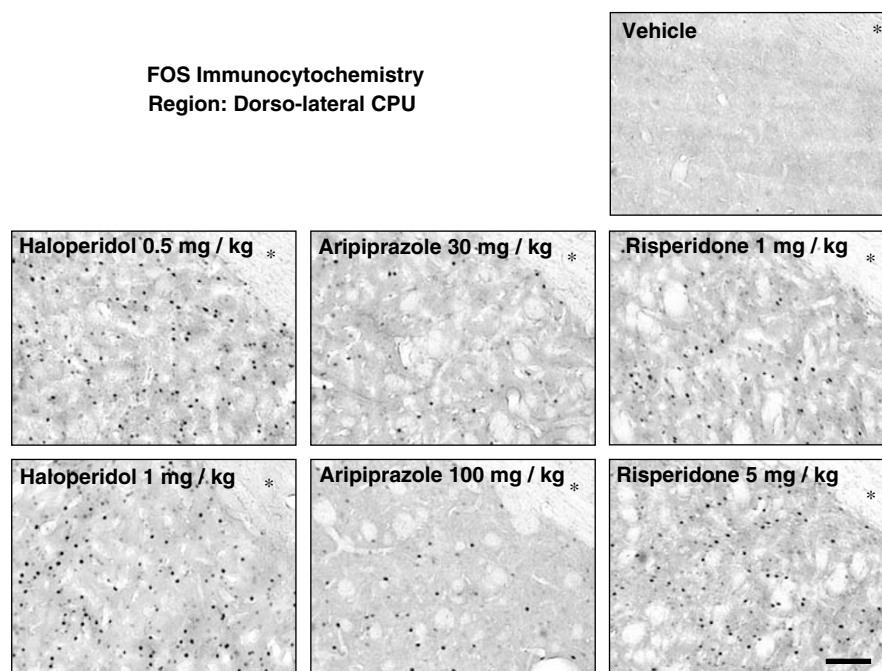 FOS Immunocytochemistry
Region: Dorso-lateral CPU
Vehicle *
Haloperidol 0.5 mg / kg *
Aripiprazole 30 mg / kg *
Risperidone 1 mg / kg *
Haloperidol 1 mg / kg *
Aripiprazole 100 mg / kg *
Risperidone 5 mg / kg *